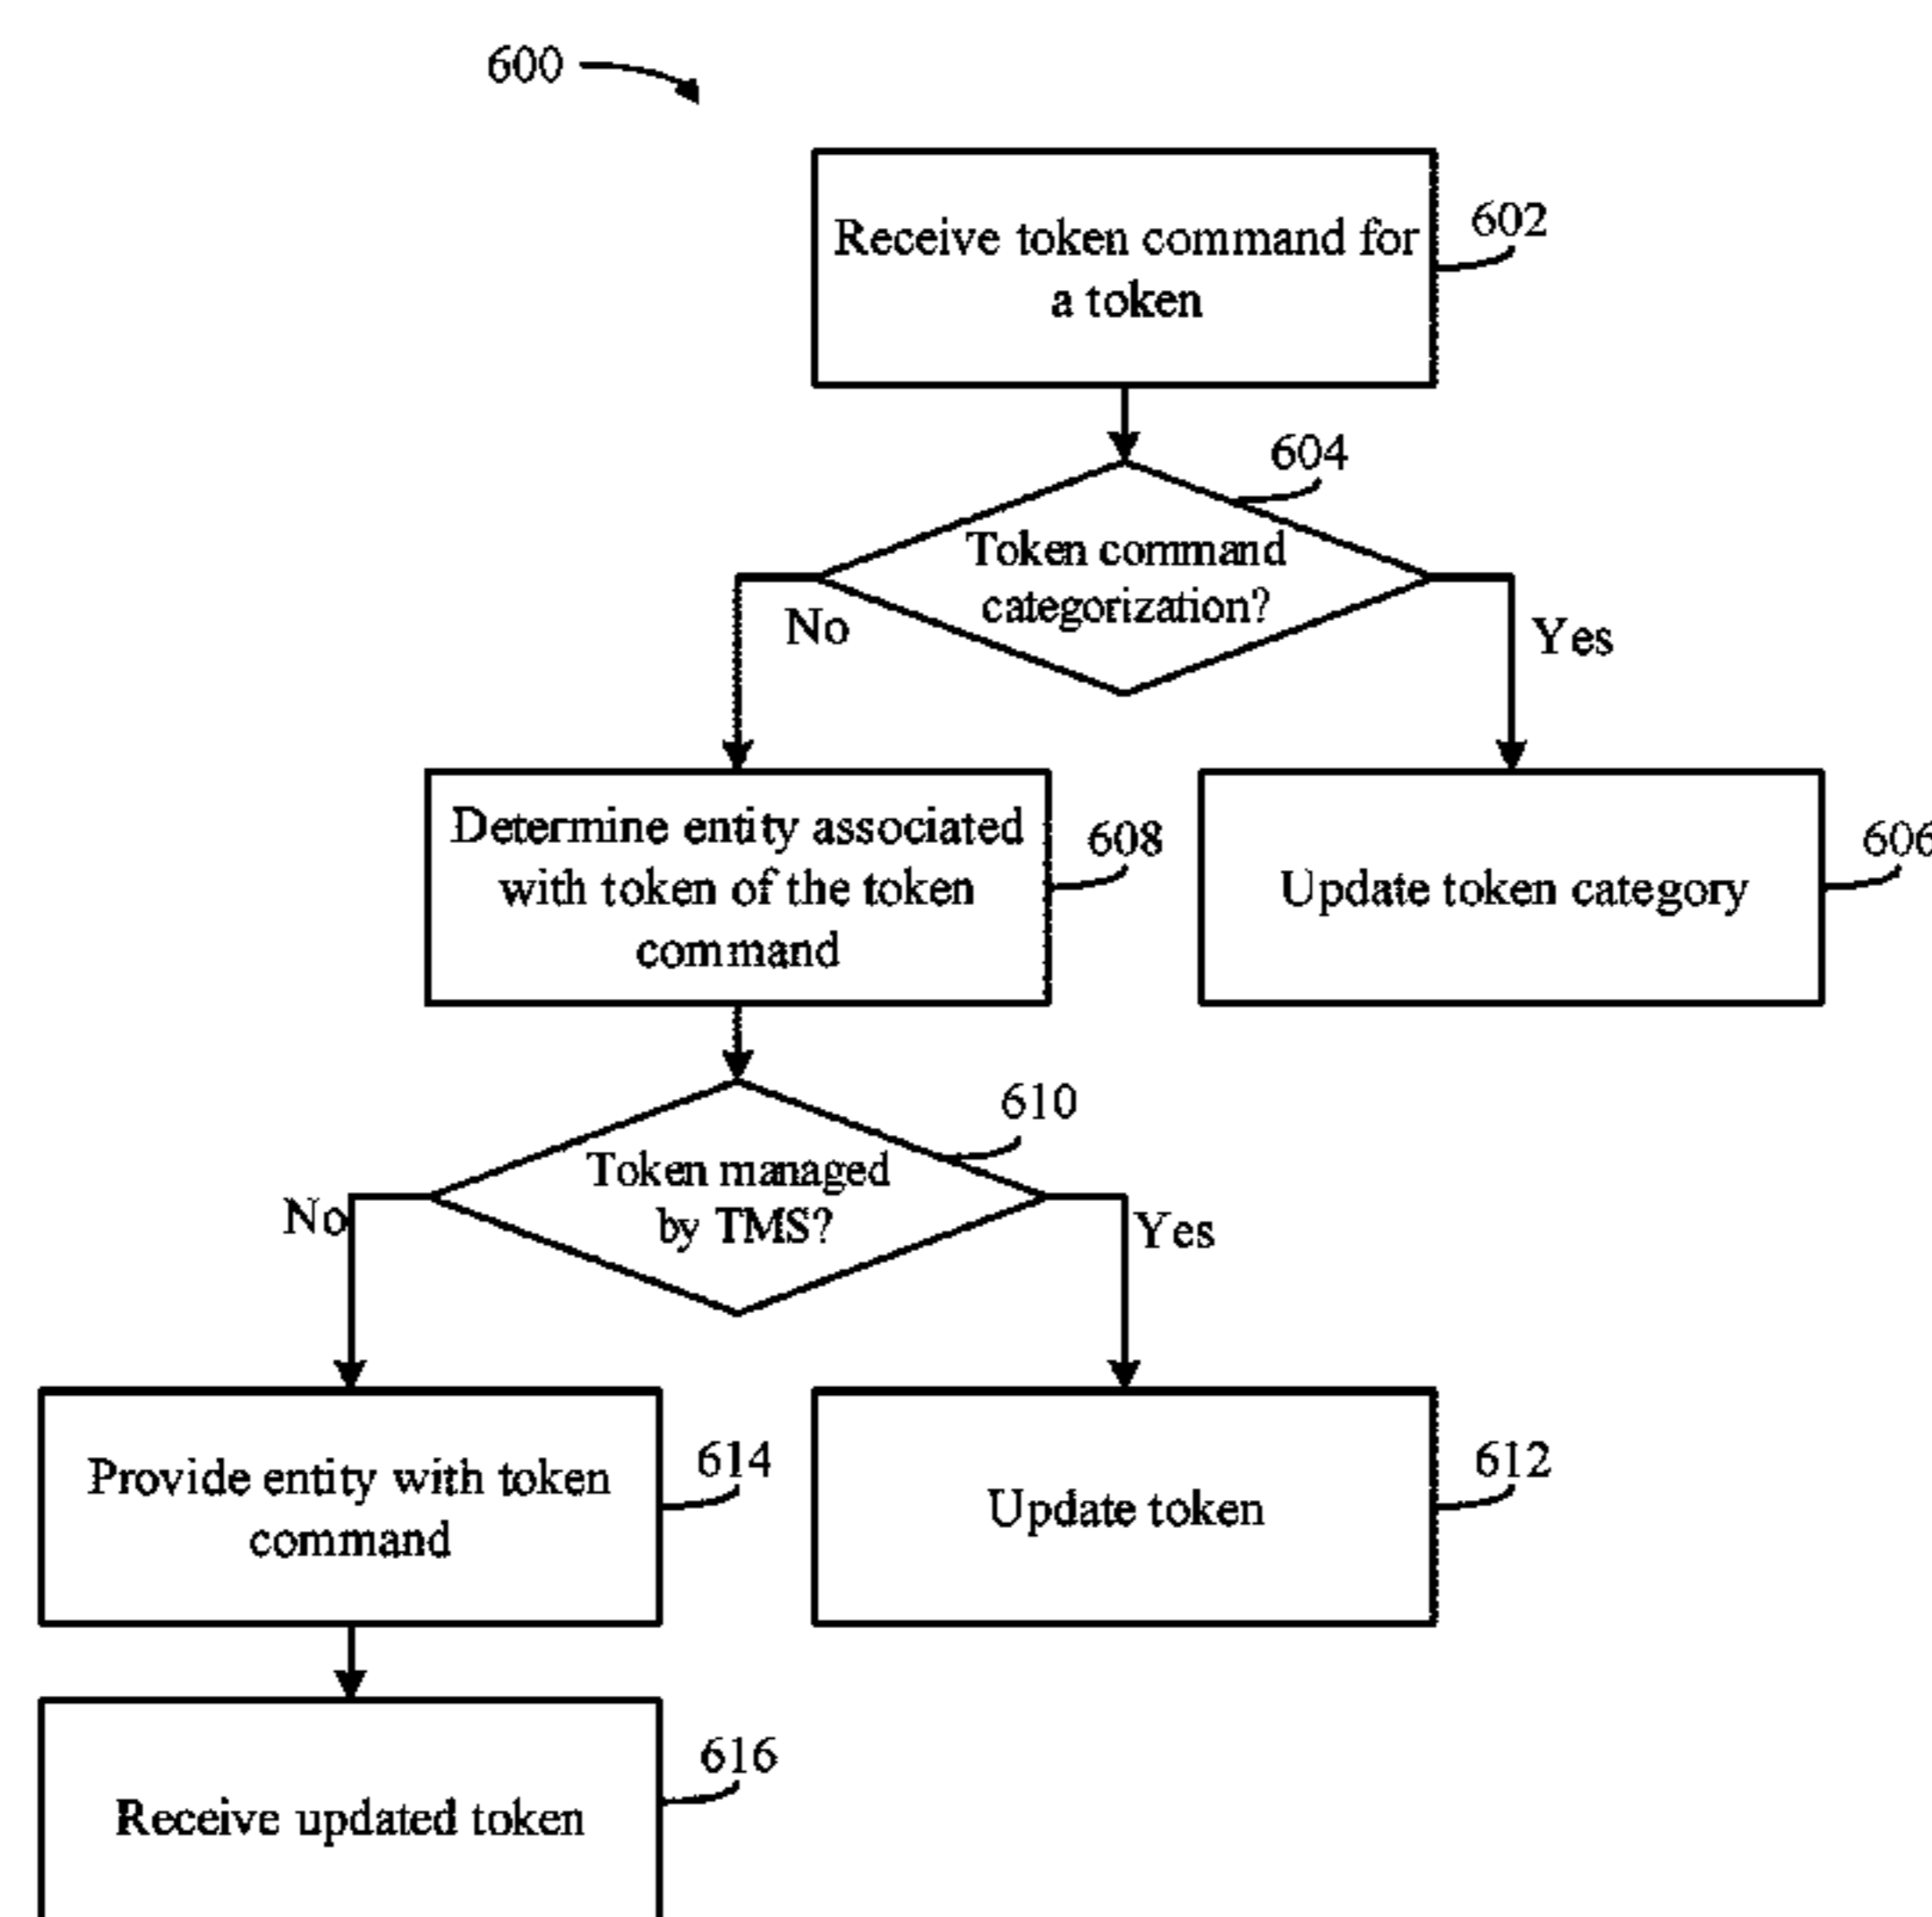 600
Receive token command for
a token
602
604
Token command
categorization?
No
Yes
Determine entity associated
with token of the token
command
608
Update token category
606
610
Token managed
by TMS?
No
Yes
Provide entity with token
command
614
Update token
612
Receive updated token
616